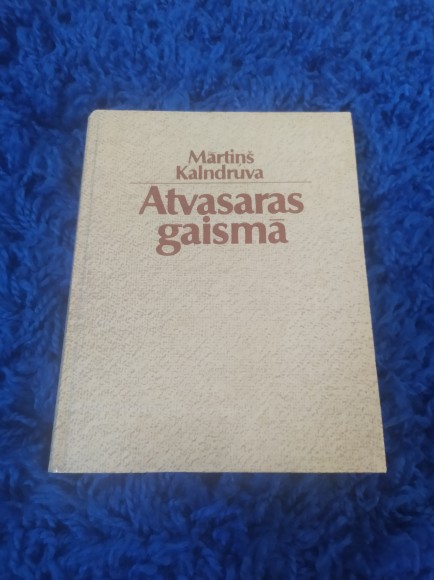 Mārtiņš
Kalndruva
Atvasaras
gaismā